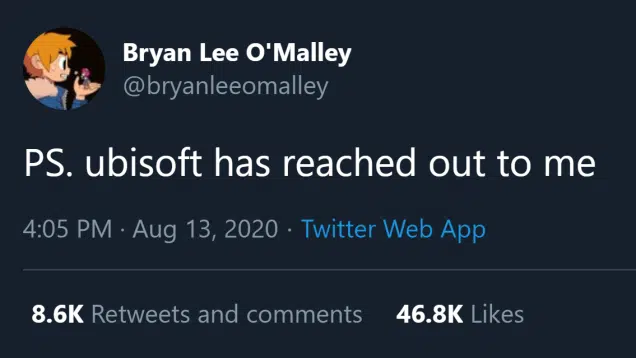 Bryan Lee O'Malley
@bryanleeomalley
PS. ubisoft has reached out to me
4:05 PM · Aug 13, 2020 · Twitter Web App
8.6K Retweets and comments 46.8K Likes